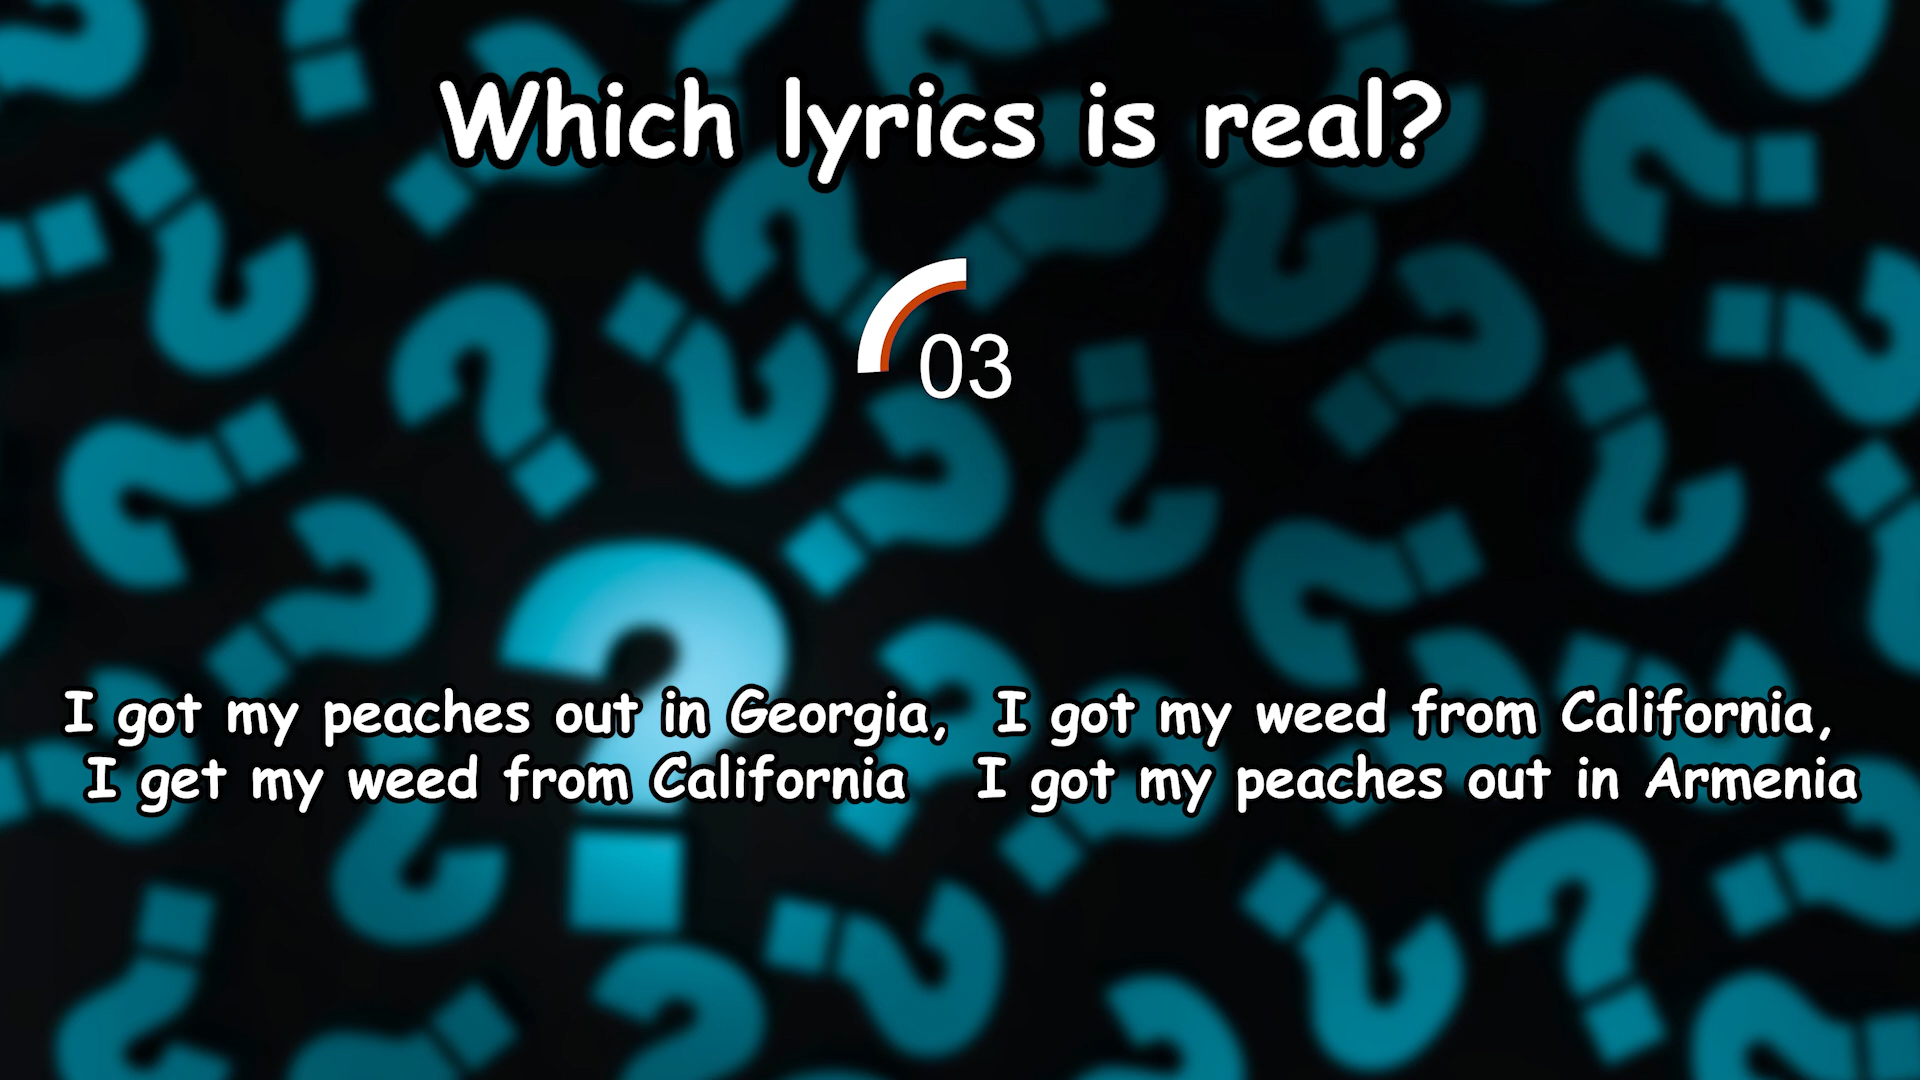 Which lyrics is real?
03
I got my peaches out in Georgia,
I get my weed from California
I got my weed from California,
I got my peaches out in Armenia